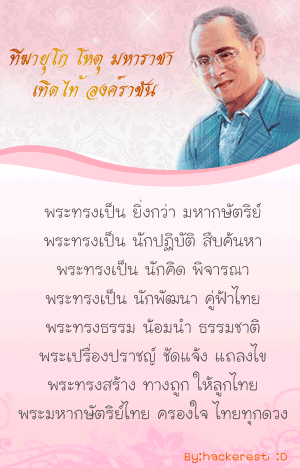 ทีฆายุโก โหตุ มหาราชา
เทิดไท้ องค์ราชัน
พระทรงเป็น ยิ่งกว่า มหากษัตริย์
พระทรงเป็น นักปฏิบัติ สืบค้นหา
พระทรงเป็น นักคิด พิจารณา
พระทรงเป็น นักพัฒนา คู่ฟ้าไทย
พระทรงธรรม น้อมนำ ธรรมชาติ
พระเปรื่องปราชญ์ ชัดแจ้ง แถลงไข
พระทรงสร้าง ทางถูก ให้ลูกไทย
พระมหากษัตริย์ไทย ครองใจ ไทยทุกดวง
By:hackerest :D